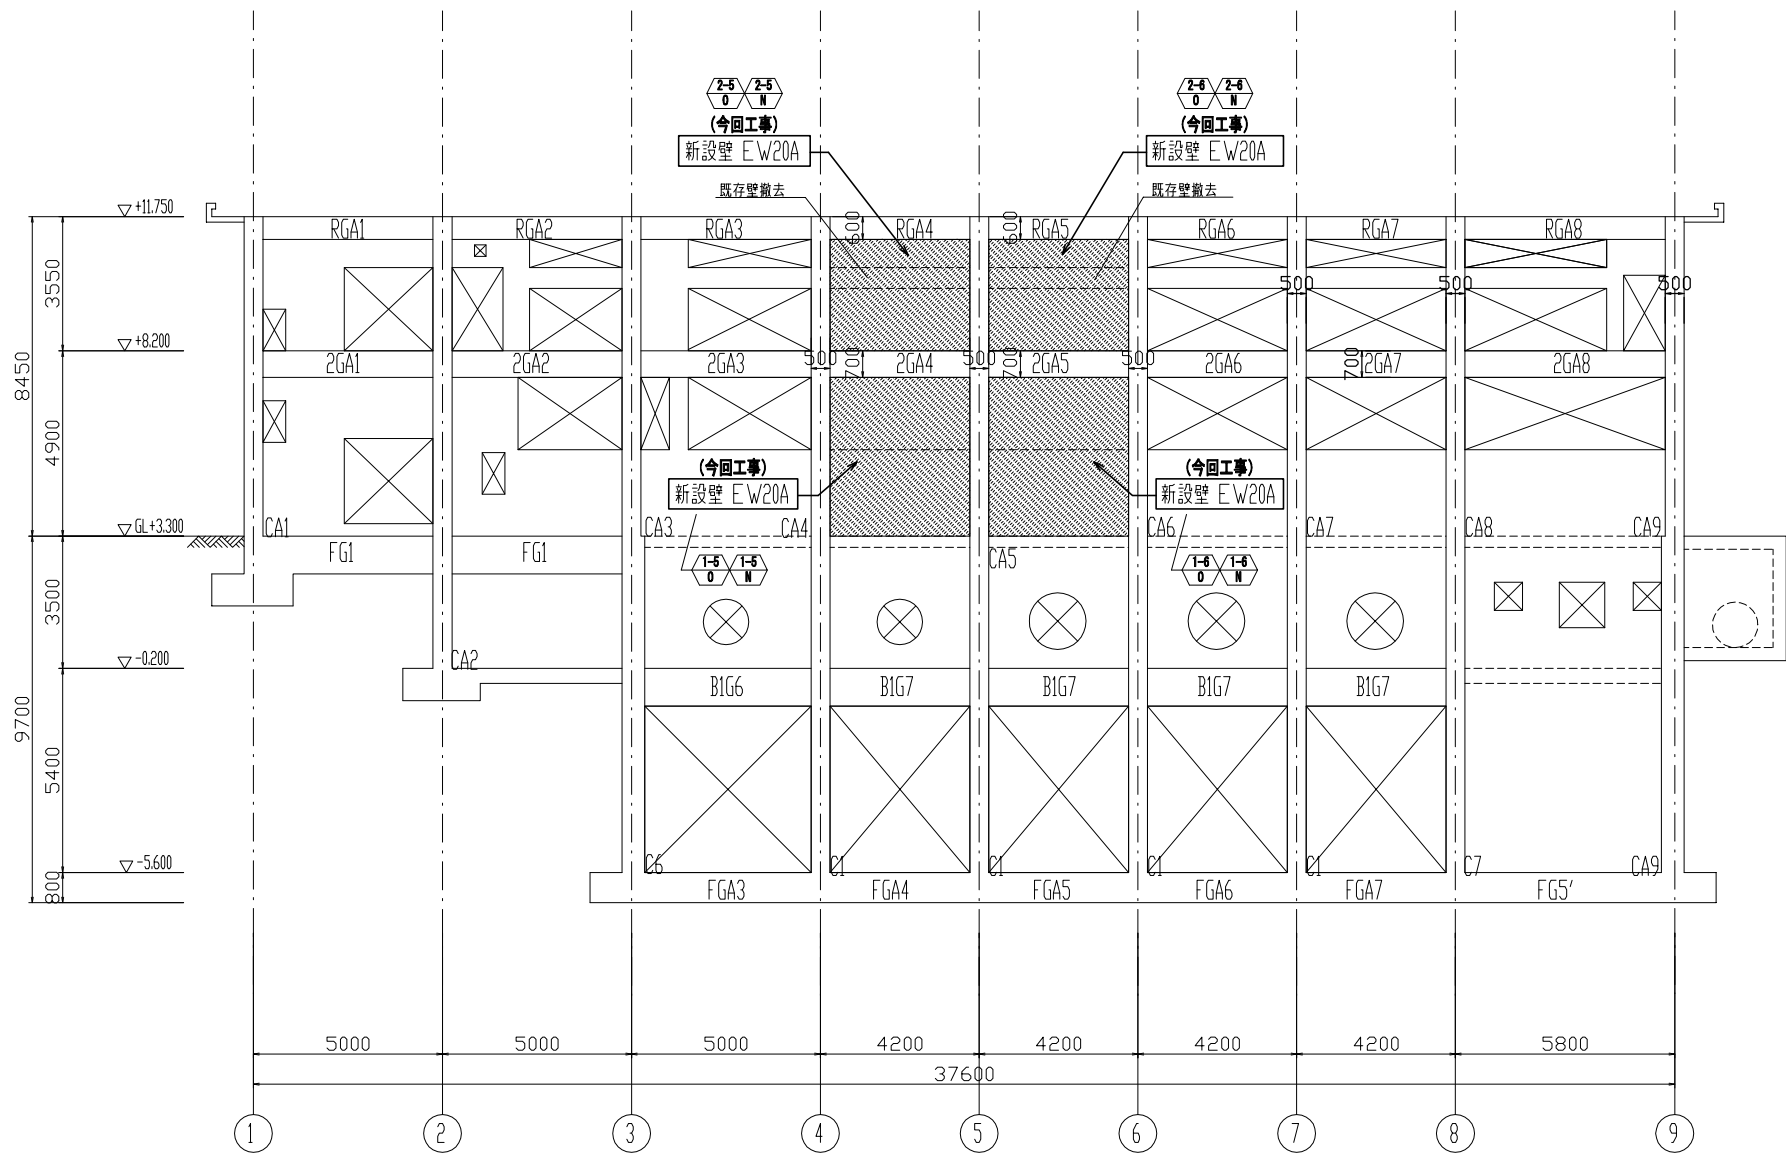 2-5 2-5
O N
(今回工事)
新設壁 EW20A
既存壁撤去
2-6 2-6
O N
(今回工事)
新設壁 EW20A
既存壁撤去
+11.750
RGA1 RGA2 RGA3 600 RGA4 600 RGA5 RGA6 RGA7 RGA8
3550
500 500 500
+8.200
8450
2GA1 2GA2 2GA3 500 700 2GA4 500 700 2GA5 500 2GA6 700 2GA7 2GA8
4900
(今回工事)
新設壁 EW20A
(今回工事)
新設壁 EW20A
GL+3.300
CA1 CA3 CA4 CA6 CA7 CA8 CA9
FG1 FG1
CA5
1-5 1-5
O N
1-6 1-6
O N
3500
-0.200
CA2
9700
B1G6 B1G7 B1G7 B1G7 B1G7
5400
-5.600
C6 C1 C1 C1 C1 C7 CA9
800
FGA3 FGA4 FGA5 FGA6 FGA7 FG5'
5000 5000 5000 4200 4200 4200 4200 5800
37600
1 2 3 4 5 6 7 8 9